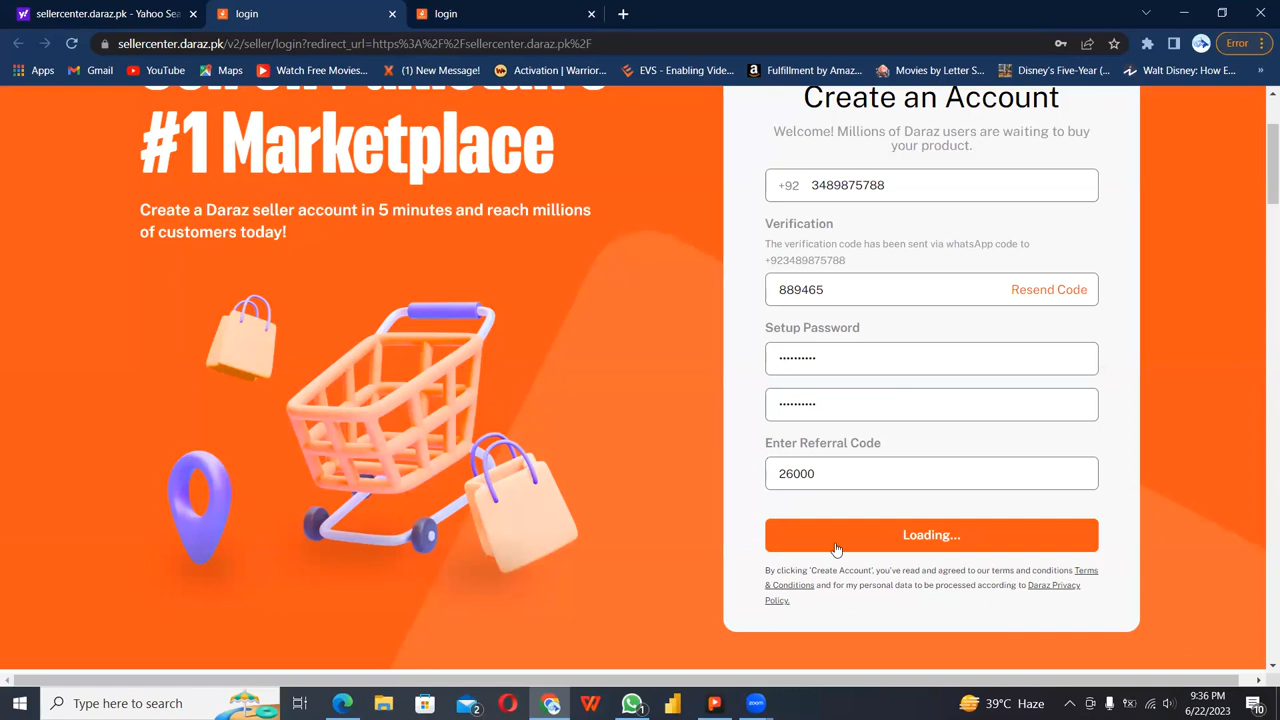 sellercenter.daraz.pk - Yahoo Sea
login
login
sellercenter.daraz.pk/v2/seller/login?redirect_url=https%3A%2F%2Fsellercenter.daraz.pk%2F
Error
Apps
Gmail
YouTube
Maps
Watch Free Movies...
(1) New Message!
Activation | Warrior...
EVS - Enabling Vide...
Fulfillment by Amaz...
Movies by Letter S...
Disney's Five-Year (...
Walt Disney: How E...
»
#1 Marketplace
Create a Daraz seller account in 5 minutes and reach millions
of customers today!
Create an Account
Welcome! Millions of Daraz users are waiting to buy
your product.
+92 3489875788
Verification
The verification code has been sent via whatsApp code to
+923489875788
889465
Resend Code
Setup Password
••••••••••
••••••••••
Enter Referral Code
26000
Loading...
By clicking 'Create Account', you've read and agreed to our terms and conditions Terms
& Conditions and for my personal data to be processed according to Daraz Privacy
Policy.
Type here to search
2
1
zoom
39°C Haze
9:36 PM
6/22/2023
10